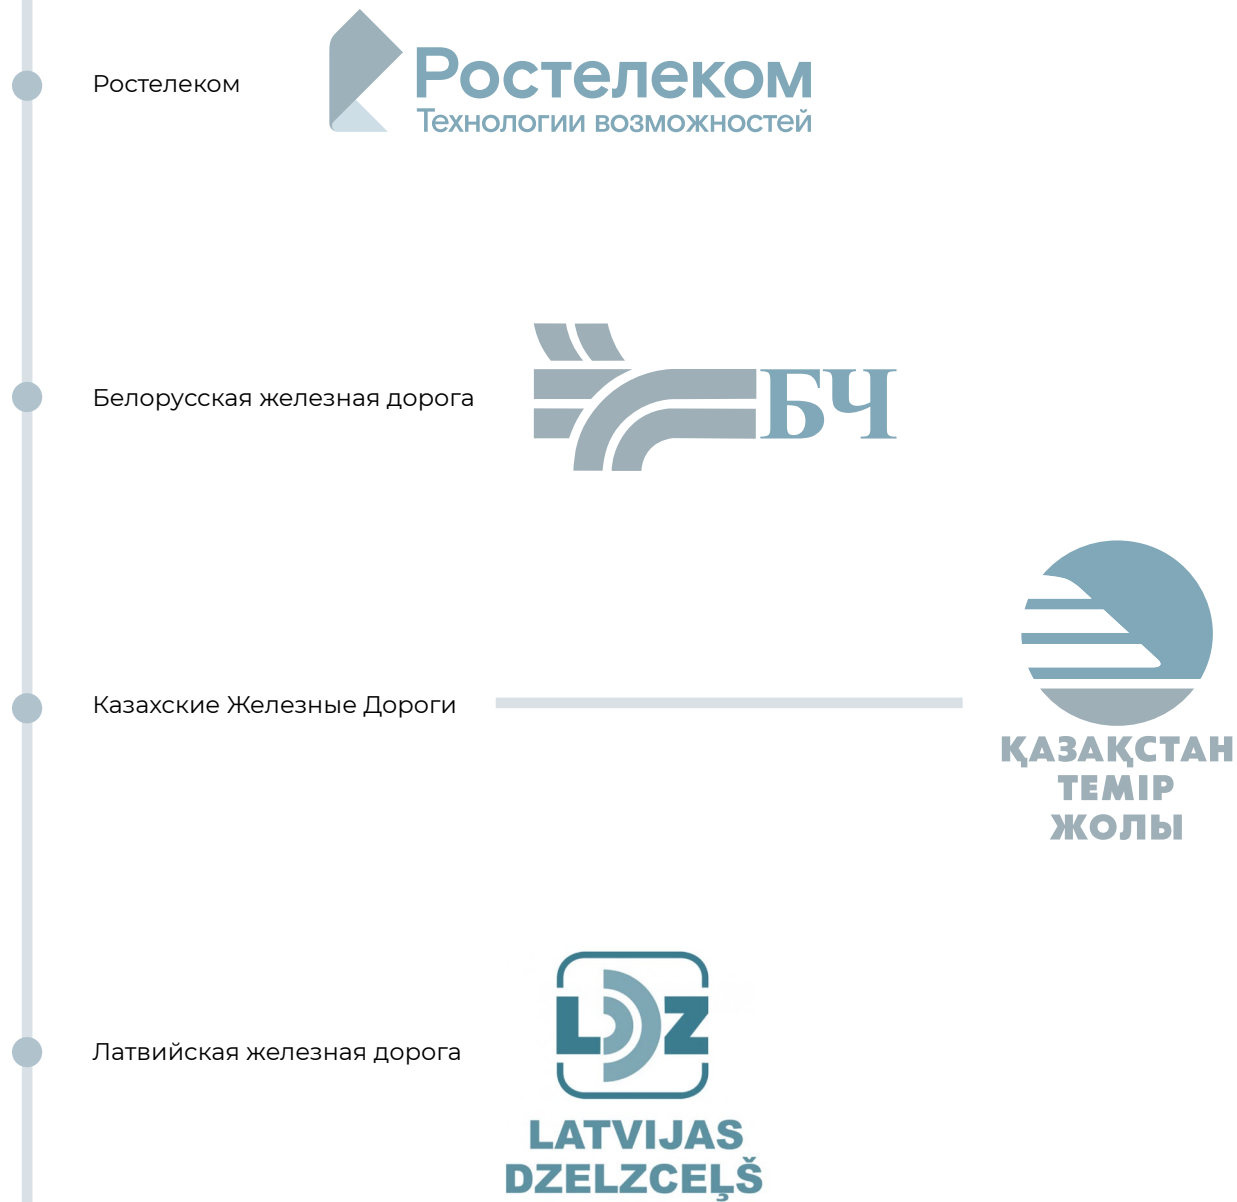 Ростелеком
Ростелеком
Технологии возможностей
Белорусская железная дорога
БЧ
Казахские Железные Дороги
ҚАЗАҚСТАН
ТЕМІР
ЖОЛЫ
Латвийская железная дорога
LDZ
LATVIJAS
DZELZCEĻŠ